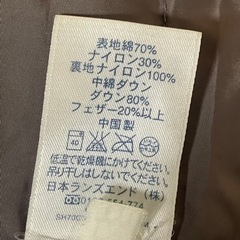 表地綿70%
ナイロン30%
裏地ナイロン100%
中綿ダウン
ダウン80%
フェザー20%以上
中国製
40
低温で乾燥機にかけてください。
吊り干しはしないでください。
日本ランズエンド（株）